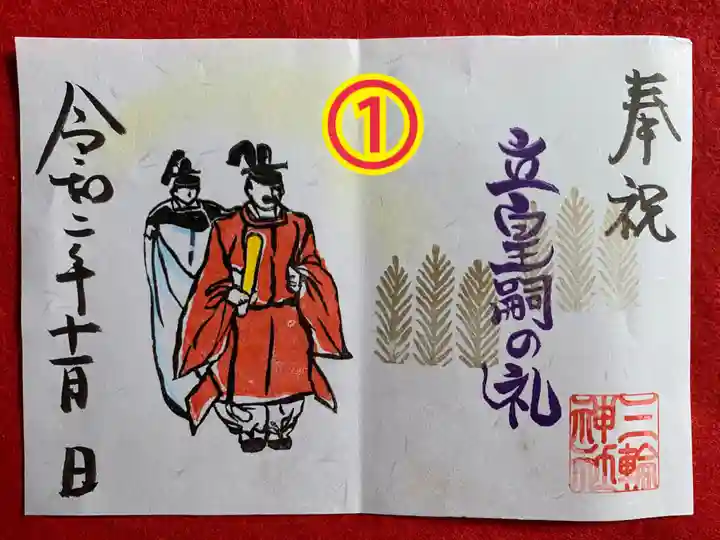 奉祝
立皇嗣の礼
三輪
神社
①
令和二年十一月 日